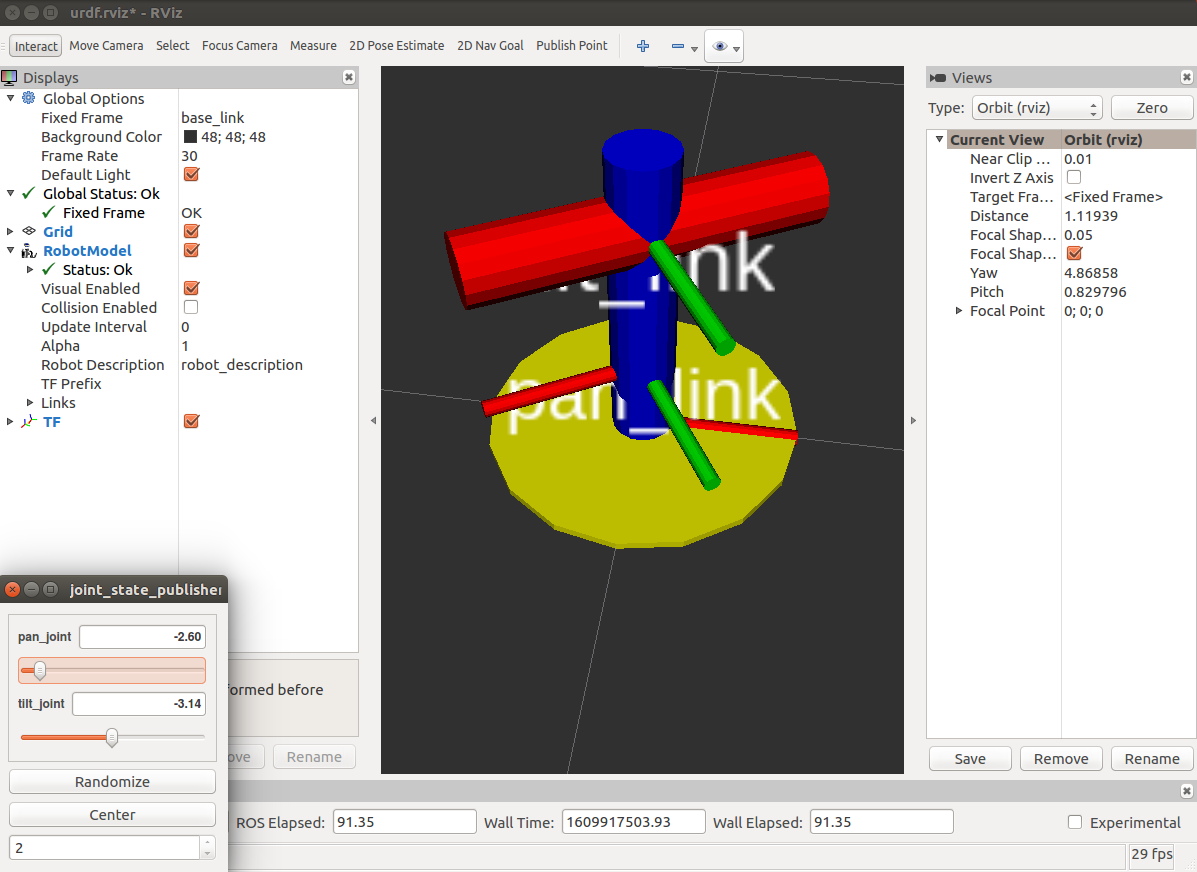 urdf.rviz* - RViz
Interact Move Camera Select Focus Camera Measure 2D Pose Estimate 2D Nav Goal Publish Point
Displays
Global Options
Fixed Frame base_link
Background Color 48; 48; 48
Frame Rate 30
Default Light
Global Status: Ok
Fixed Frame OK
Grid
RobotModel
Status: Ok
Visual Enabled
Collision Enabled
Update Interval 0
Alpha 1
Robot Description robot_description
TF Prefix
Links
TF
_link
pan_link
Views
Type: Orbit (rviz) Zero
Current View Orbit (rviz)
Near Clip ... 0.01
Invert Z Axis
Target Fra... <Fixed Frame>
Distance 1.11939
Focal Shap... 0.05
Focal Shap...
Yaw 4.86858
Pitch 0.829796
Focal Point 0; 0; 0
Save Remove Rename
formed before
ove Rename
joint_state_publisher
pan_joint -2.60
tilt_joint -3.14
Randomize
Center
2
ROS Elapsed: 91.35 Wall Time: 1609917503.93 Wall Elapsed: 91.35 Experimental
29 fps